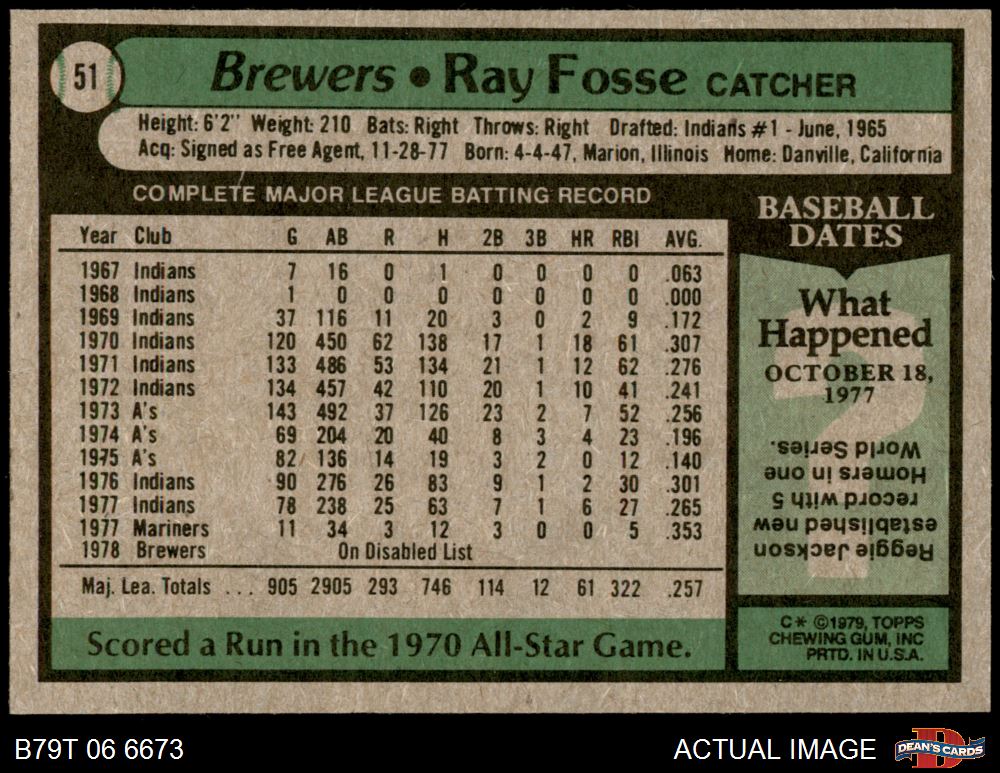 51
Brewers • Ray Fosse CATCHER
Height: 6'2" Weight: 210 Bats: Right Throws: Right Drafted: Indians #1 - June, 1965
Acq: Signed as Free Agent, 11-28-77 Born: 4-4-47, Marion, Illinois Home: Danville, California
COMPLETE MAJOR LEAGUE BATTING RECORD
Year Club G AB R H 2B 3B HR RBI AVG.
1967 Indians 7 16 0 1 0 0 0 0 .063
1968 Indians 1 0 0 0 0 0 0 0 .000
1969 Indians 37 116 11 20 3 0 2 9 .172
1970 Indians 120 450 62 138 17 1 18 61 .307
1971 Indians 133 486 53 134 21 1 12 62 .276
1972 Indians 134 457 42 110 20 1 10 41 .241
1973 A's 143 492 37 126 23 2 7 52 .256
1974 A's 69 204 20 40 8 3 4 23 .196
1975 A's 82 136 14 19 3 2 0 12 .140
1976 Indians 90 276 26 83 9 1 2 30 .301
1977 Indians 78 238 25 63 7 1 6 27 .265
1977 Mariners 11 34 3 12 3 0 0 5 .353
1978 Brewers On Disabled List
Maj. Lea. Totals . . . 905 2905 293 746 114 12 61 322 .257
Scored a Run in the 1970 All-Star Game.
BASEBALL
DATES
What
Happened
OCTOBER 18,
1977
?
Reggie Jackson
established new
record with 5
Homers in one
World Series.
C* ©1979, TOPPS
CHEWING GUM, INC
PRTD. IN U.S.A.
B79T 06 6673
ACTUAL IMAGE
D
DEAN'S CARDS